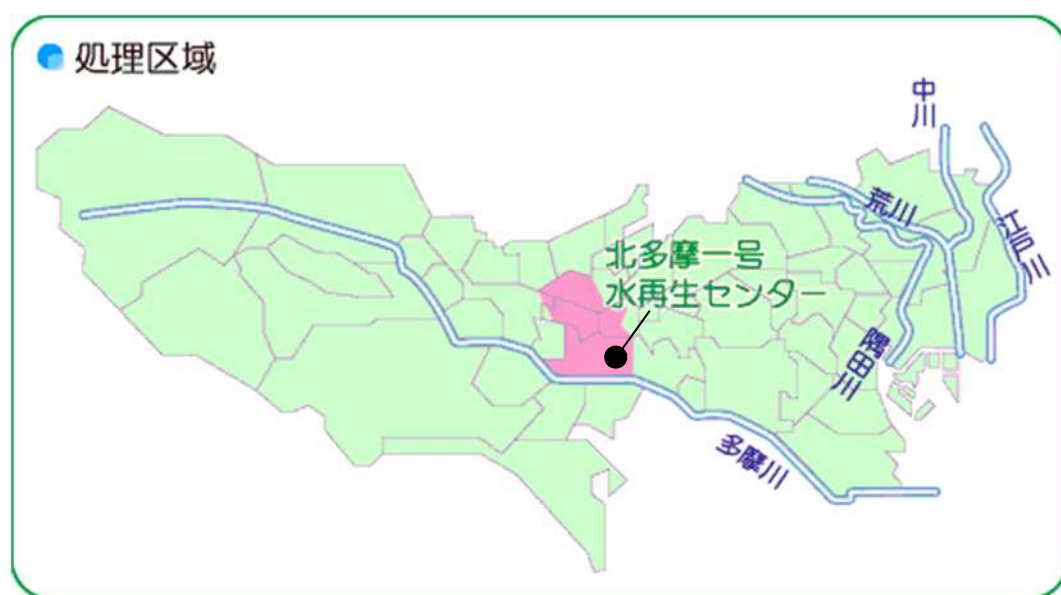 処理区域
中川
荒川
江戸川
北多摩一号
水再生センター
隅田川
多摩川